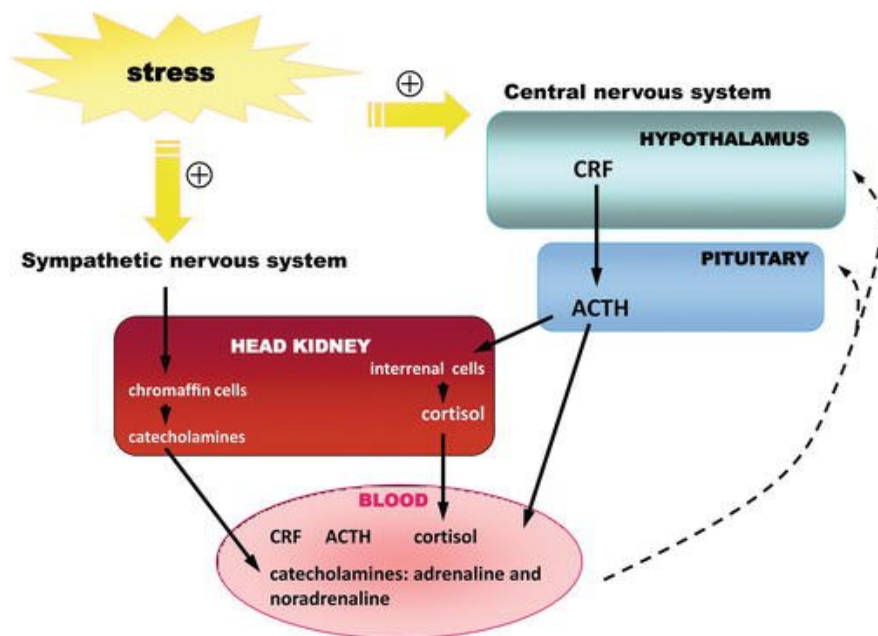 stress
⊕
Central nervous system
HYPOTHALAMUS
CRF
⊕
Sympathetic nervous system
PITUITARY
ACTH
HEAD KIDNEY
interrenal cells
chromaffin cells
cortisol
catecholamines
BLOOD
CRF ACTH cortisol
catecholamines: adrenaline and
noradrenaline